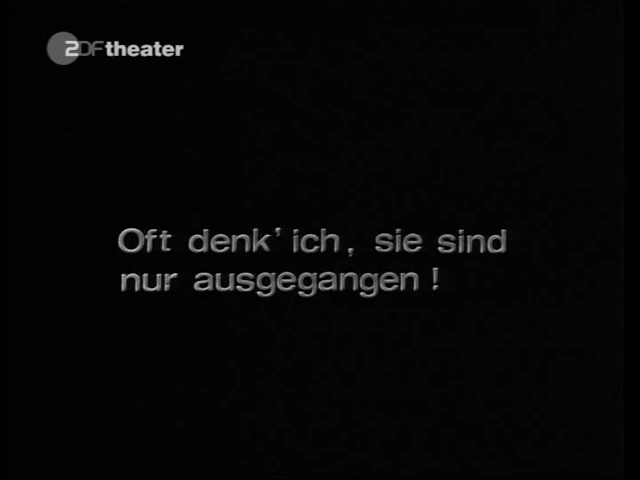 ZDFtheater
Oft denk' ich, sie sind
nur ausgegangen!